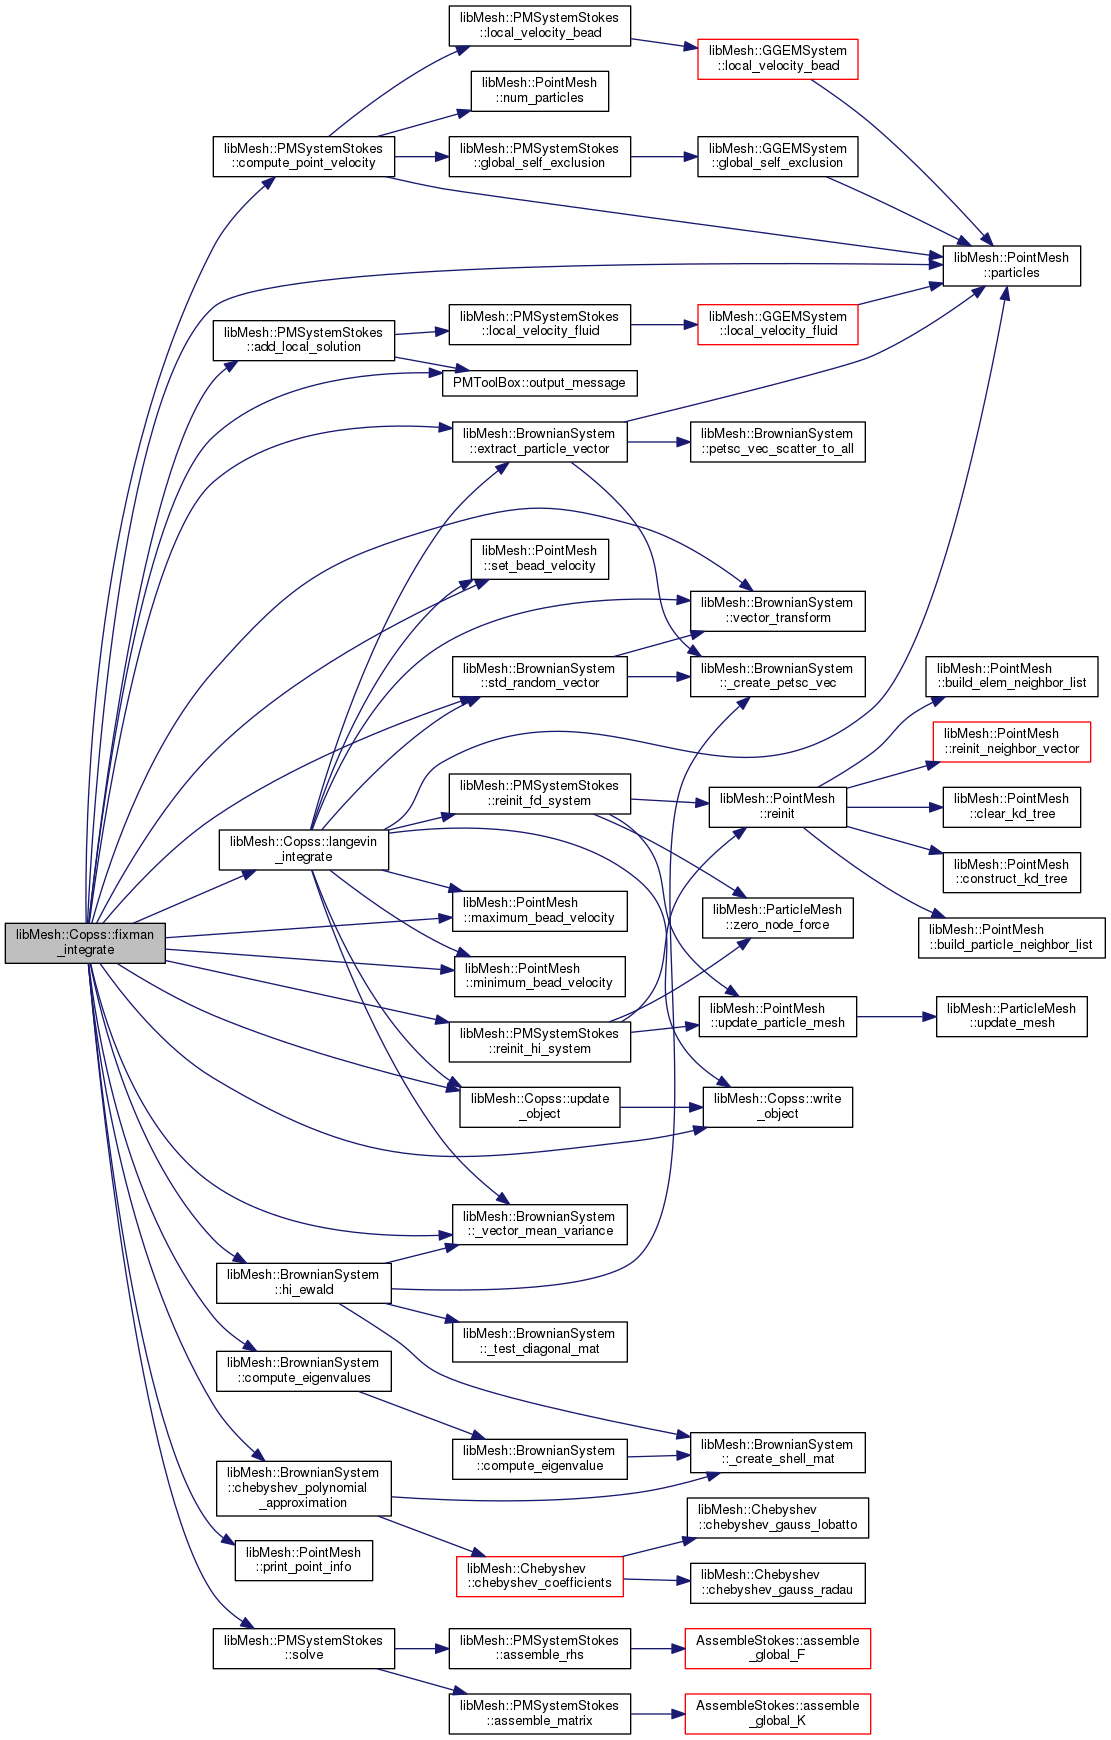 libMesh::PMSystemStokes
::local_velocity_bead
libMesh::GGEMSystem
::local_velocity_bead
libMesh::PointMesh
::num_particles
libMesh::PMSystemStokes
::compute_point_velocity
libMesh::PMSystemStokes
::global_self_exclusion
libMesh::GGEMSystem
::global_self_exclusion
libMesh::PointMesh
::particles
libMesh::PMSystemStokes
::add_local_solution
libMesh::PMSystemStokes
::local_velocity_fluid
libMesh::GGEMSystem
::local_velocity_fluid
PMToolBox::output_message
libMesh::BrownianSystem
::extract_particle_vector
libMesh::BrownianSystem
::petsc_vec_scatter_to_all
libMesh::PointMesh
::set_bead_velocity
libMesh::BrownianSystem
::vector_transform
libMesh::BrownianSystem
::std_random_vector
libMesh::BrownianSystem
::_create_petsc_vec
libMesh::PointMesh
::build_elem_neighbor_list
libMesh::PointMesh
::reinit_neighbor_vector
libMesh::PMSystemStokes
::reinit_fd_system
libMesh::PointMesh
::reinit
libMesh::PointMesh
::clear_kd_tree
libMesh::Copss::langevin
_integrate
libMesh::PointMesh
::construct_kd_tree
libMesh::PointMesh
::maximum_bead_velocity
libMesh::ParticleMesh
::zero_node_force
libMesh::PointMesh
::build_particle_neighbor_list
libMesh::Copss::fixman
_integrate
libMesh::PointMesh
::minimum_bead_velocity
libMesh::PMSystemStokes
::reinit_hi_system
libMesh::PointMesh
::update_particle_mesh
libMesh::ParticleMesh
::update_mesh
libMesh::Copss::update
_object
libMesh::Copss::write
_object
libMesh::BrownianSystem
::_vector_mean_variance
libMesh::BrownianSystem
::hi_ewald
libMesh::BrownianSystem
::_test_diagonal_mat
libMesh::BrownianSystem
::compute_eigenvalues
libMesh::BrownianSystem
::compute_eigenvalue
libMesh::BrownianSystem
::_create_shell_mat
libMesh::BrownianSystem
::chebyshev_polynomial
_approximation
libMesh::Chebyshev
::chebyshev_gauss_lobatto
libMesh::PointMesh
::print_point_info
libMesh::Chebyshev
::chebyshev_coefficients
libMesh::Chebyshev
::chebyshev_gauss_radau
libMesh::PMSystemStokes
::solve
libMesh::PMSystemStokes
::assemble_rhs
AssembleStokes::assemble
_global_F
libMesh::PMSystemStokes
::assemble_matrix
AssembleStokes::assemble
_global_K